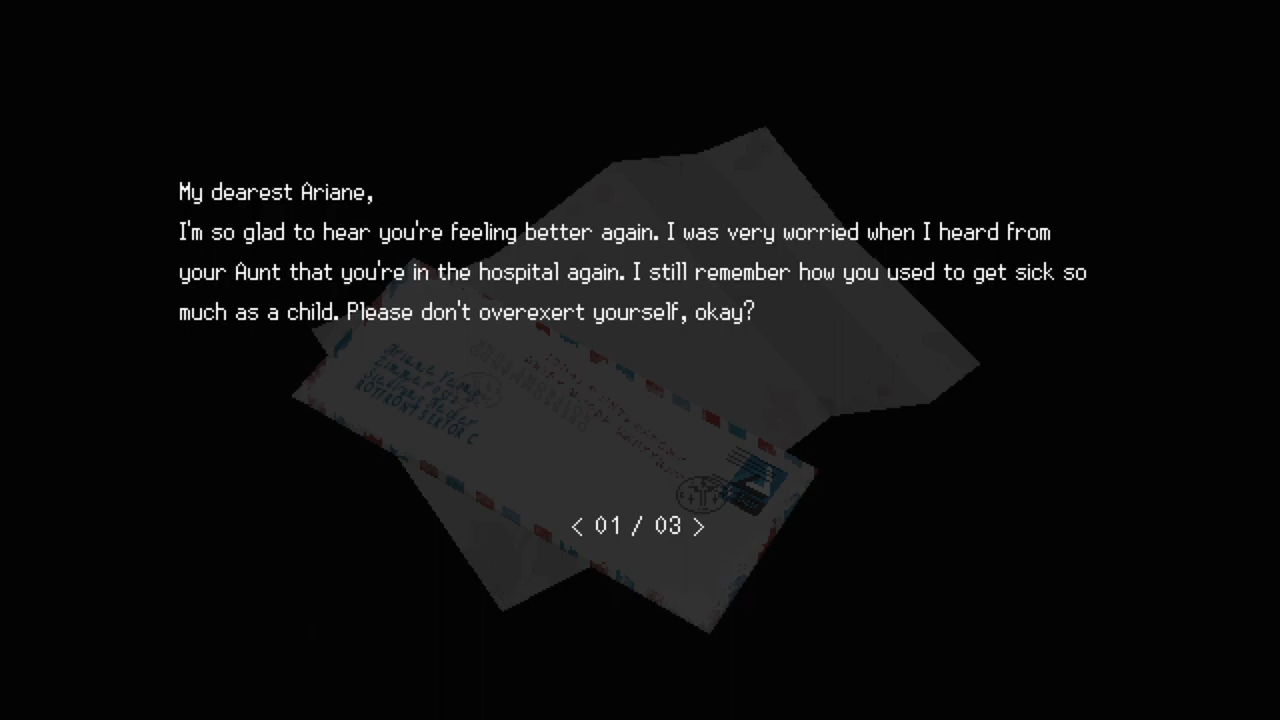 My dearest Ariane,
I'm so glad to hear you're feeling better again. I was very worried when I heard from
your Aunt that you're in the hospital again. I still remember how you used to get sick so
much as a child. Please don't overexert yourself, okay?
ROTFRONT SEKTOR C
< 01 / 03 >